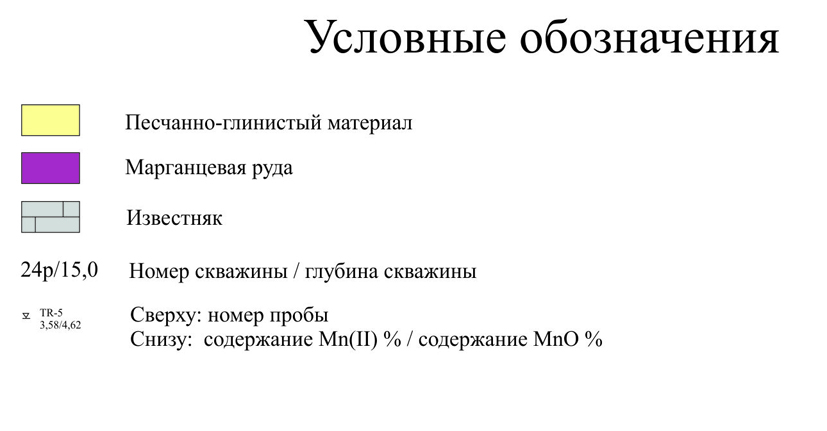 Условные обозначения
Песчанно-глинистый материал
Марганцевая руда
Известняк
24р/15,0 Номер скважины / глубина скважины
TR-5 Сверху: номер пробы
3,58/4,62 Снизу: содержание Mn(II) % / содержание MnO %